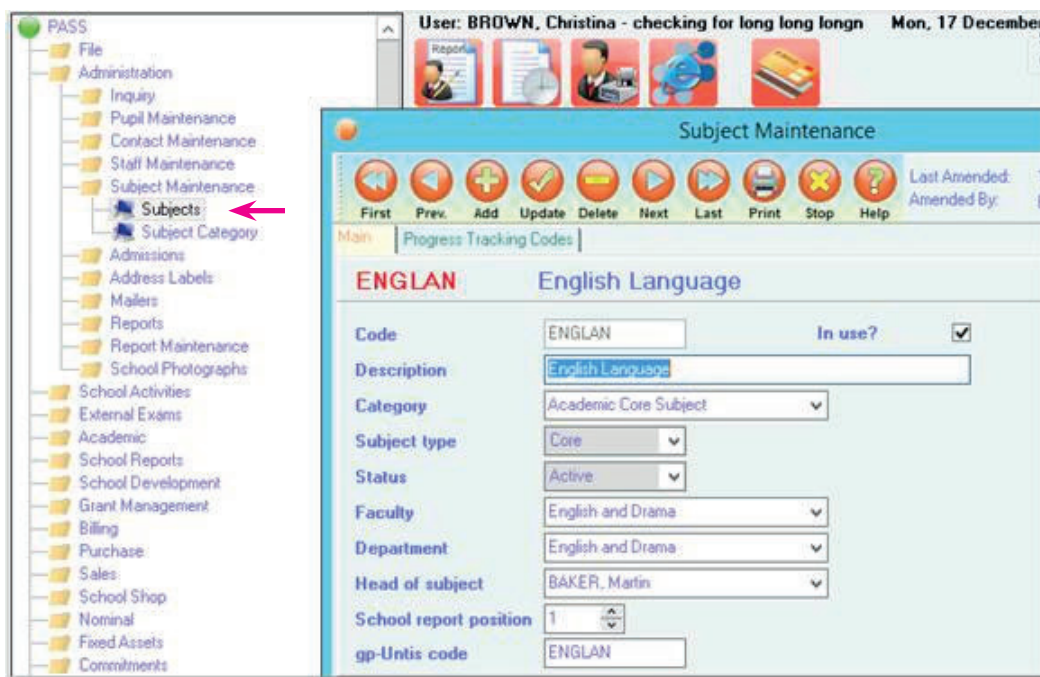 PASS
File
Administration
Inquiry
Pupil Maintenance
Contact Maintenance
Staff Maintenance
Subject Maintenance
Subjects
Subject Category
Admissions
Address Labels
Mailers
Reports
Report Maintenance
School Photographs
School Activities
External Exams
Academic
School Reports
School Development
Grant Management
Billing
Purchase
Sales
School Shop
Nominal
Fixed Assets
Commitments
User: BROWN, Christina - checking for long long longn Mon, 17 December
Report
Subject Maintenance
First Prev. Add Update Delete Next Last Print Stop Help
Last Amended:
Amended By:
Main Progress Tracking Codes
ENGLAN English Language
Code ENGLAN In use?
Description English Language
Category Academic Core Subject
Subject type Core
Status Active
Faculty English and Drama
Department English and Drama
Head of subject BAKER, Martin
School report position 1
gp-Untis code ENGLAN